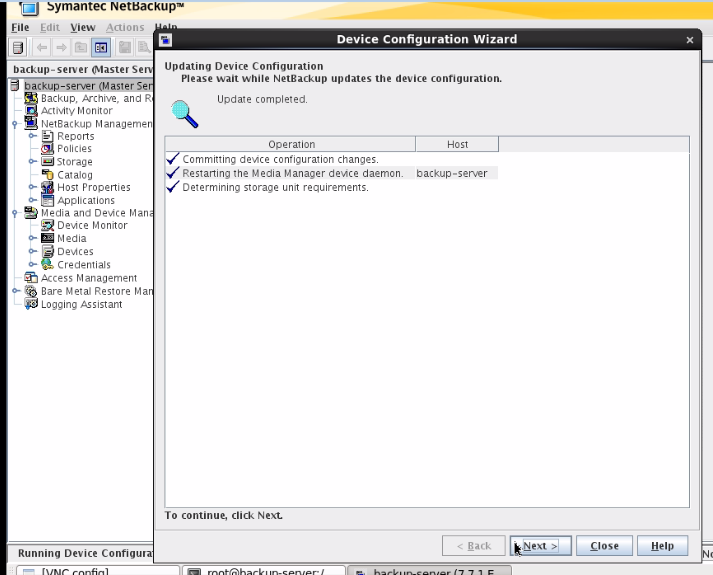 Symantec NetBackup™
File Edit View Actions Help
Device Configuration Wizard
backup-server (Master Serv
backup-server (Master Ser
Backup, Archive, and R
Activity Monitor
NetBackup Managemen
Reports
Policies
Storage
Catalog
Host Properties
Applications
Media and Device Mana
Device Monitor
Media
Devices
Credentials
Access Management
Bare Metal Restore Man
Logging Assistant
Updating Device Configuration
Please wait while NetBackup updates the device configuration.
Update completed.
Operation Host
Committing device configuration changes.
Restarting the Media Manager device daemon. backup-server
Determining storage unit requirements.
To continue, click Next.
< Back Next > Close Help
Running Device Configura
No
[VNC config] root@backup-server:/ backup-server (7.7.1 E